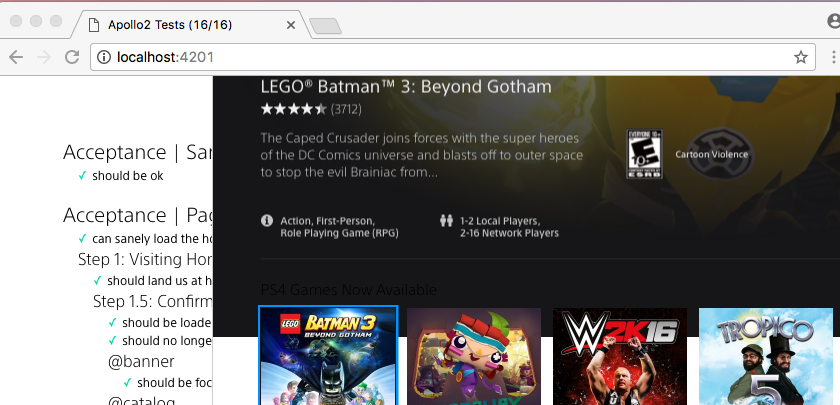 Apollo2 Tests (16/16)
localhost:4201
LEGO® Batman™ 3: Beyond Gotham
(3712)
The Caped Crusader joins forces with the super heroes
of the DC Comics universe and blasts off to outer space
to stop the evil Brainiac from...
EVERYONE 10+
E
ESRB
Cartoon Violence
Action, First-Person,
Role Playing Game (RPG)
1-2 Local Players,
2-16 Network Players
Acceptance | San
✓ should be ok
Acceptance | Pag
✓ can sanely load the ho
Step 1: Visiting Hor
✓ should land us at h
Step 1.5: Confirm
✓ should be loade
✓ should no longe
@banner
✓ should be foc
@catalog
PS4 Games Now Available
LEGO BATMAN 3
BEYOND GOTHAM
W2K16
TROPICO
5